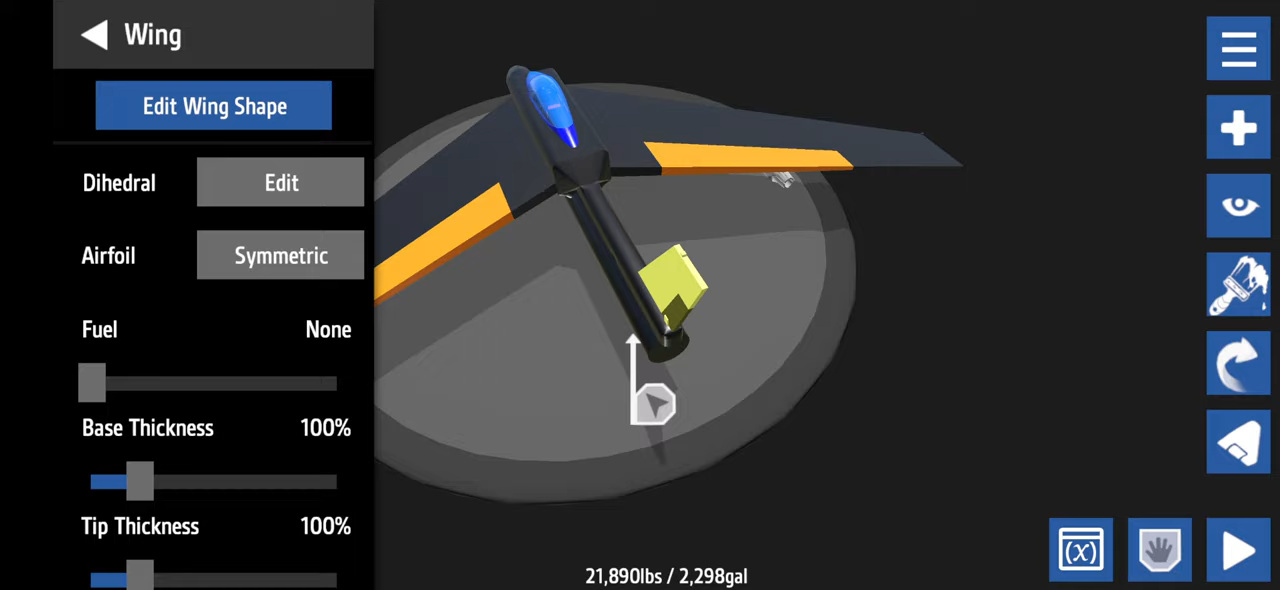 Wing
Edit Wing Shape
Dihedral Edit
Airfoil Symmetric
Fuel None
Base Thickness 100%
Tip Thickness 100%
(x)
21,890lbs / 2,298gal